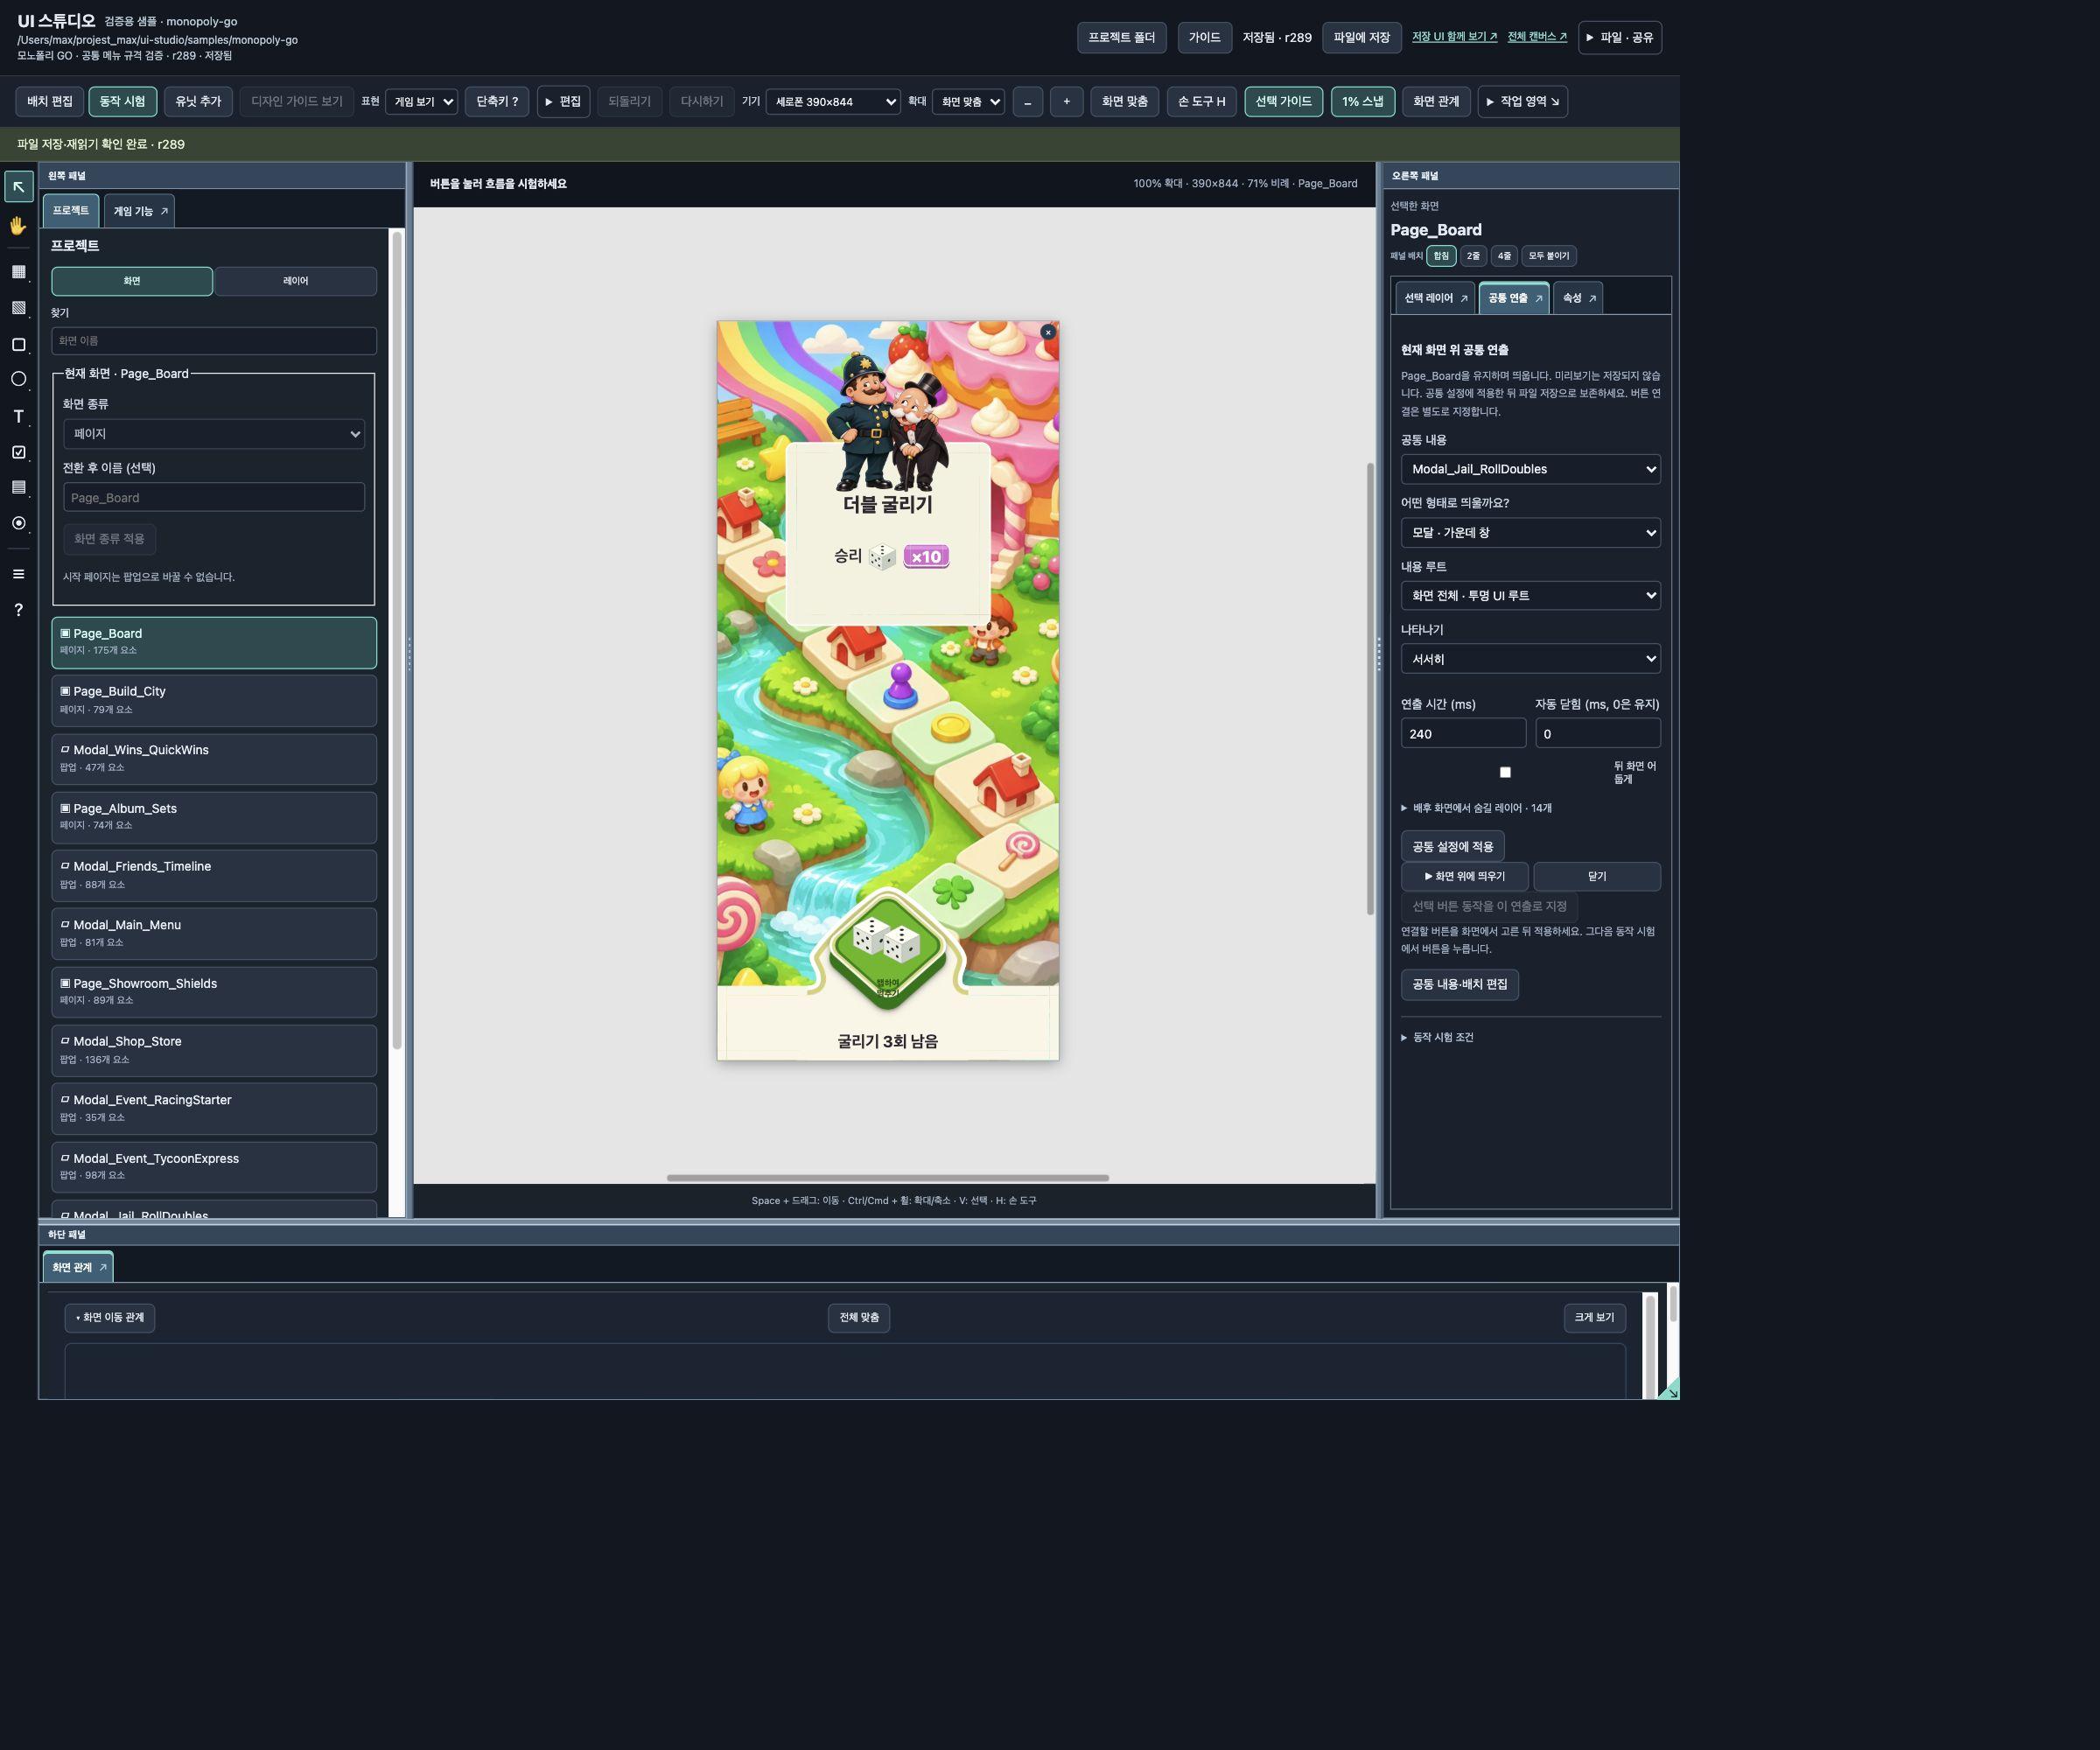 UI 스튜디오 검증용 샘플 · monopoly-go
/Users/max/projest_max/ui-studio/samples/monopoly-go
모노폴리 GO · 공통 메뉴 규격 검증 · r289 · 저장됨
프로젝트 폴더 가이드 저장됨 · r289 파일에 저장 저장 UI 함께 보기 ↗ 전체 캔버스 ↗ ▶ 파일 · 공유
배치 편집 동작 시험 유닛 추가 디자인 가이드 보기 표현 게임 보기 단축키 ? ▶ 편집 되돌리기 다시하기 기기 세로폰 390×844 확대 화면 맞춤 − + 화면 맞춤 손 도구 H 선택 가이드 1% 스냅 화면 관계 ▶ 작업 영역 ↘
파일 저장·재읽기 확인 완료 · r289
왼쪽 패널
프로젝트 게임 기능 ↗
프로젝트
화면 레이어
찾기
화면 이름
현재 화면 · Page_Board
화면 종류
페이지
전환 후 이름 (선택)
Page_Board
화면 종류 적용
시작 페이지는 팝업으로 바꿀 수 없습니다.
Page_Board
페이지 · 175개 요소
Page_Build_City
페이지 · 79개 요소
Modal_Wins_QuickWins
팝업 · 47개 요소
Page_Album_Sets
페이지 · 74개 요소
Modal_Friends_Timeline
팝업 · 88개 요소
Modal_Main_Menu
팝업 · 81개 요소
Page_Showroom_Shields
페이지 · 89개 요소
Modal_Shop_Store
팝업 · 136개 요소
Modal_Event_RacingStarter
팝업 · 35개 요소
Modal_Event_TycoonExpress
팝업 · 98개 요소
Modal_Jail_RollDoubles
T
?
버튼을 눌러 흐름을 시험하세요 100% 확대 · 390×844 · 71% 비례 · Page_Board
×
더블 굴리기
승리 ×10
굴리기 3회 남음
Space + 드래그: 이동 · Ctrl/Cmd + 휠: 확대/축소 · V: 선택 · H: 손 도구
오른쪽 패널
선택한 화면
Page_Board
패널 배치 합침 2줄 4줄 모두 붙이기
선택 레이어 ↗ 공통 연출 ↗ 속성 ↗
현재 화면 위 공통 연출
Page_Board을 유지하며 띄웁니다. 미리보기는 저장되지 않습
니다. 공통 설정에 적용한 뒤 파일 저장으로 보존하세요. 버튼 연
결은 별도로 지정합니다.
공통 내용
Modal_Jail_RollDoubles
어떤 형태로 띄울까요?
모달 · 가운데 창
내용 루트
화면 전체 · 투명 UI 루트
나타나기
서서히
연출 시간 (ms) 자동 닫힘 (ms, 0은 유지)
240 0
뒤 화면 어
둡게
▶ 배후 화면에서 숨길 레이어 · 14개
공통 설정에 적용
▶ 화면 위에 띄우기 닫기
선택 버튼 동작을 이 연출로 지정
연결할 버튼을 화면에서 고른 뒤 적용하세요. 그다음 동작 시험
에서 버튼을 누릅니다.
공통 내용·배치 편집
▶ 동작 시험 조건
하단 패널
화면 관계 ↗
▾ 화면 이동 관계 전체 맞춤 크게 보기